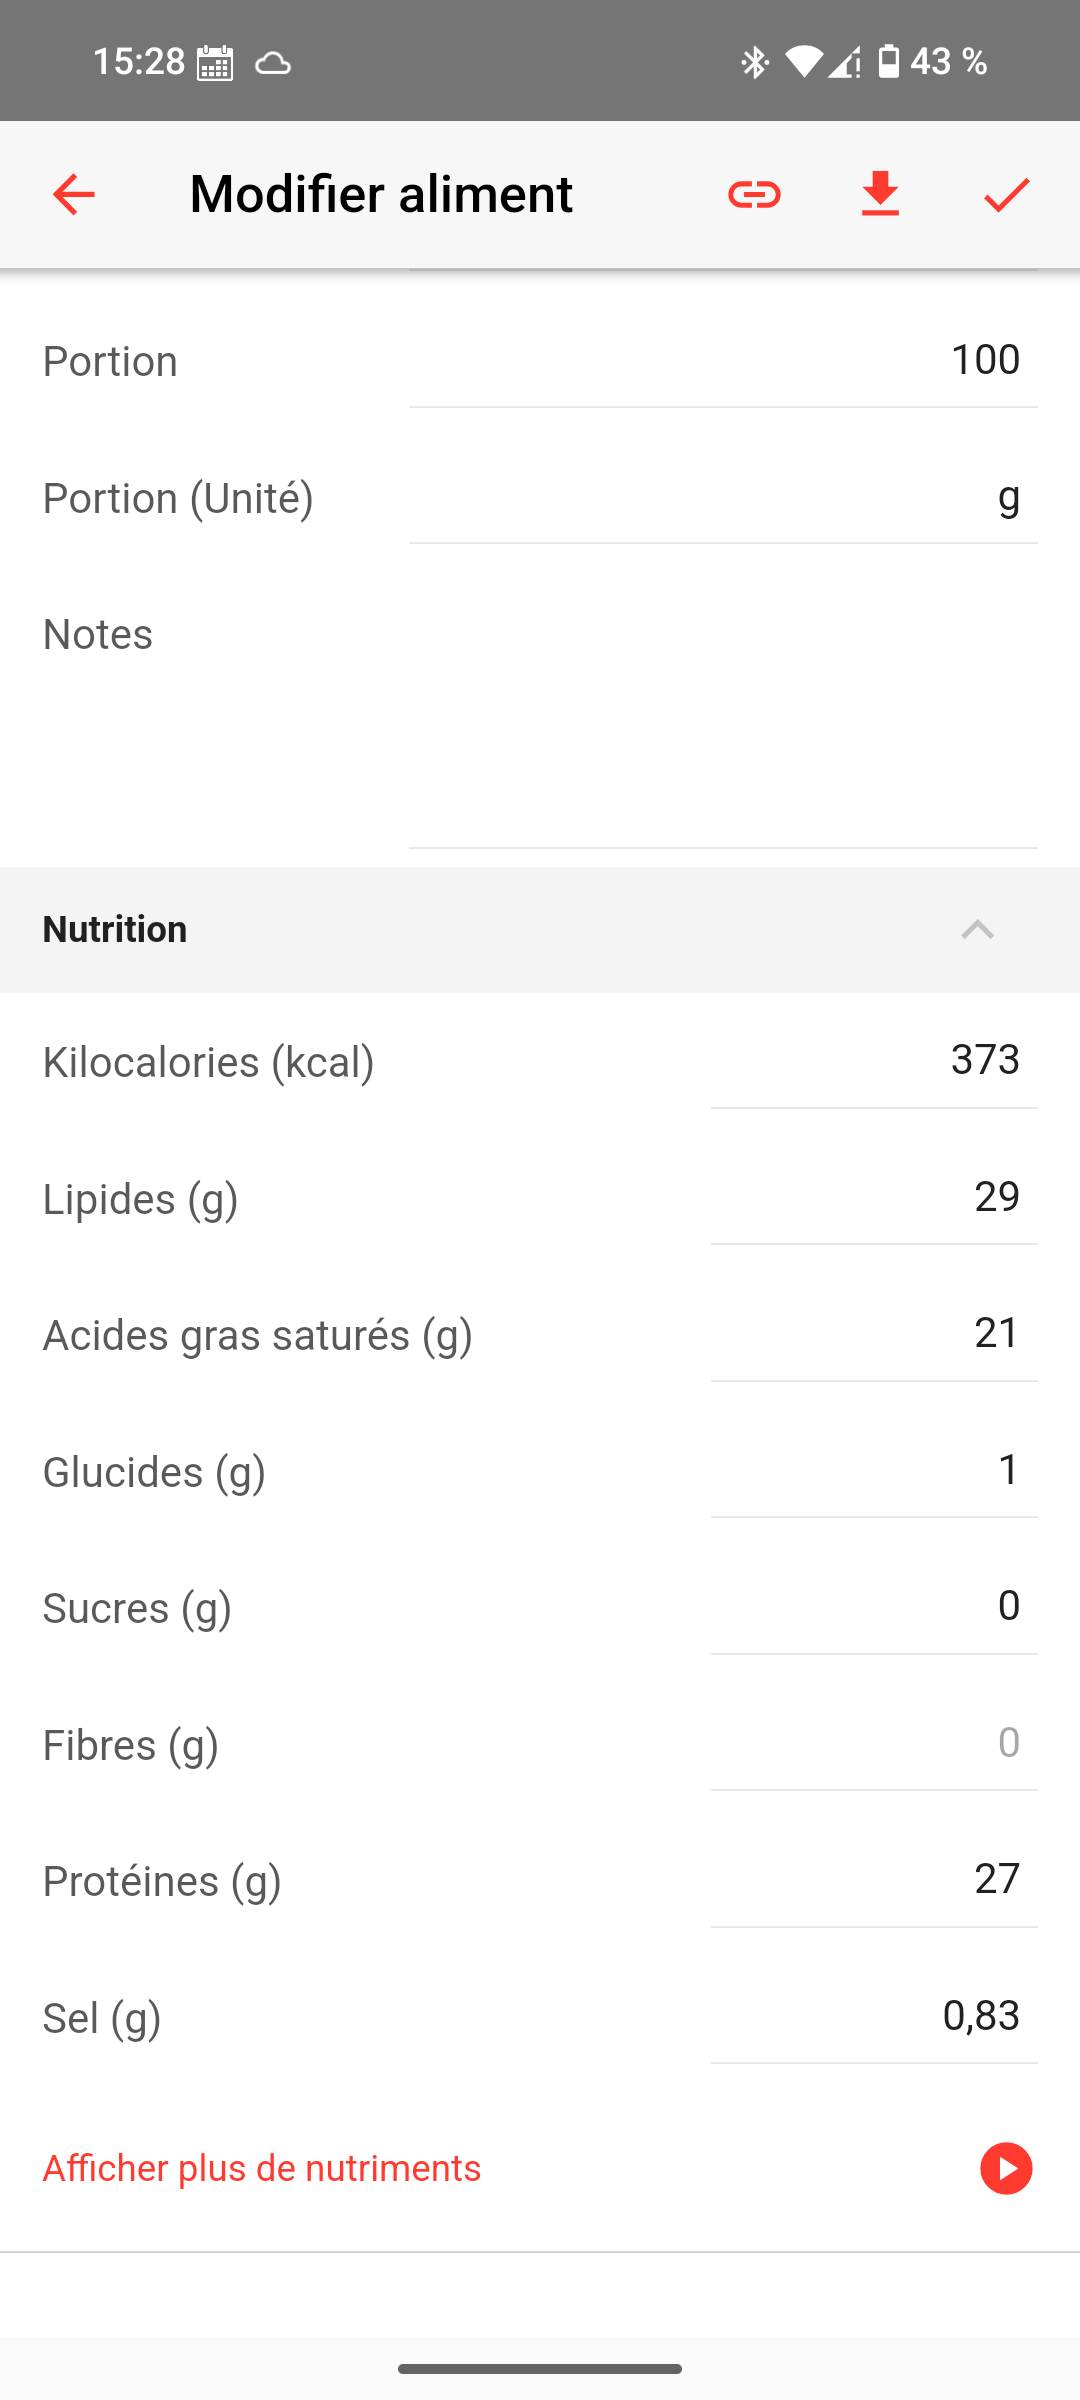 15:28 43 %
Modifier aliment
Portion 100
Portion (Unité) g
Notes
Nutrition
Kilocalories (kcal) 373
Lipides (g) 29
Acides gras saturés (g) 21
Glucides (g) 1
Sucres (g) 0
Fibres (g) 0
Protéines (g) 27
Sel (g) 0,83
Afficher plus de nutriments